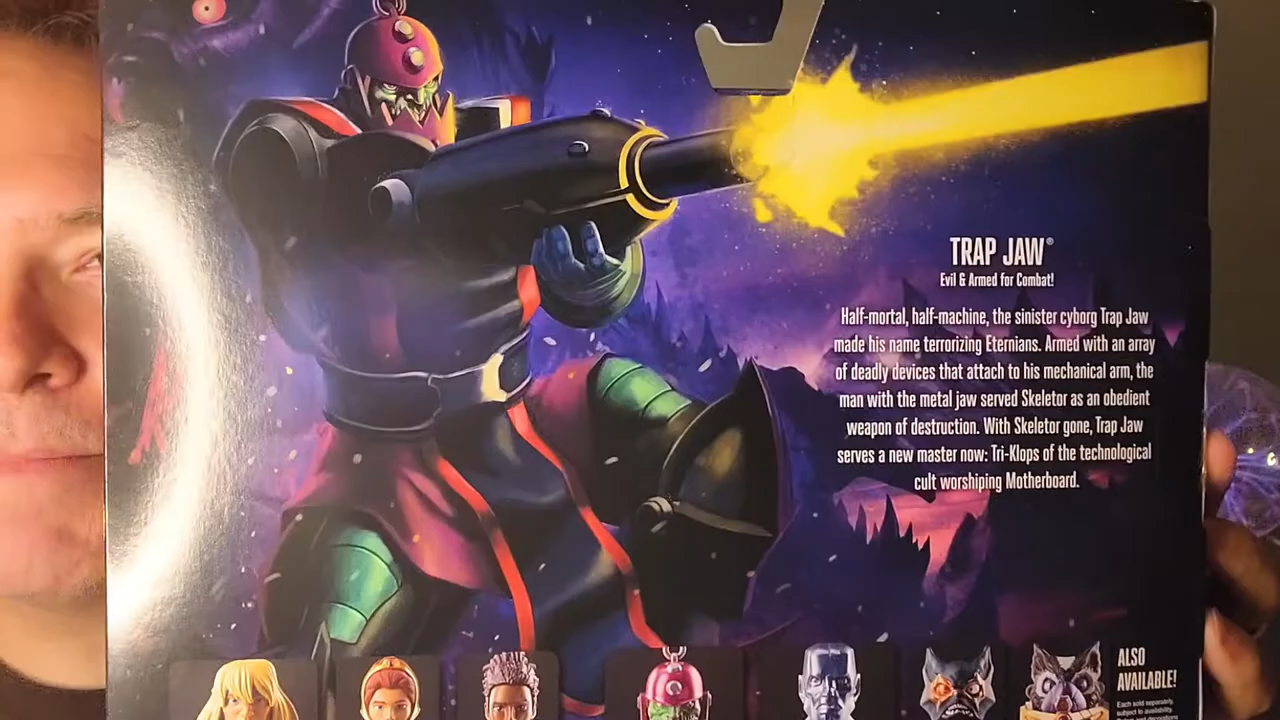 TRAP JAW®
Evil & Armed for Combat!
Half-mortal, half-machine, the sinister cyborg Trap Jaw
made his name terrorizing Eternians. Armed with an array
of deadly devices that attach to his mechanical arm, the
man with the metal jaw served Skeletor as an obedient
weapon of destruction. With Skeletor gone, Trap Jaw
serves a new master now: Tri-Klops of the technological
cult worshiping Motherboard.
ALSO
AVAILABLE!
Each sold separately,
subject to availability.